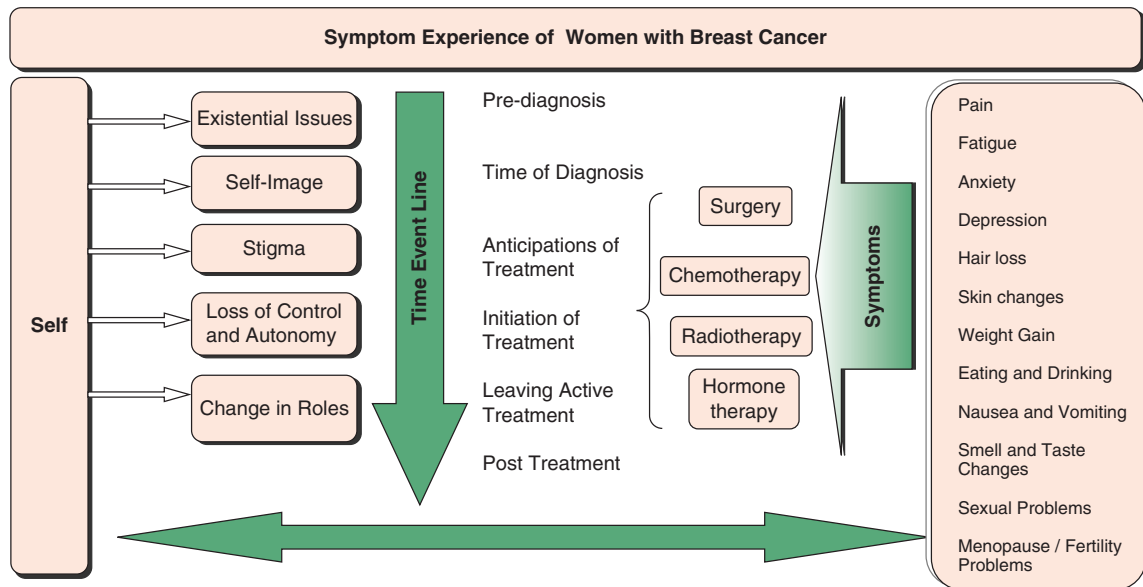 Symptom Experience of Women with Breast Cancer
Self
Existential Issues
Self-Image
Stigma
Loss of Control
and Autonomy
Change in Roles
Time Event Line
Pre-diagnosis
Time of Diagnosis
Anticipations of
Treatment
Initiation of
Treatment
Leaving Active
Treatment
Post Treatment
Surgery
Chemotherapy
Radiotherapy
Hormone
therapy
Symptoms
Pain
Fatigue
Anxiety
Depression
Hair loss
Skin changes
Weight Gain
Eating and Drinking
Nausea and Vomiting
Smell and Taste
Changes
Sexual Problems
Menopause / Fertility
Problems